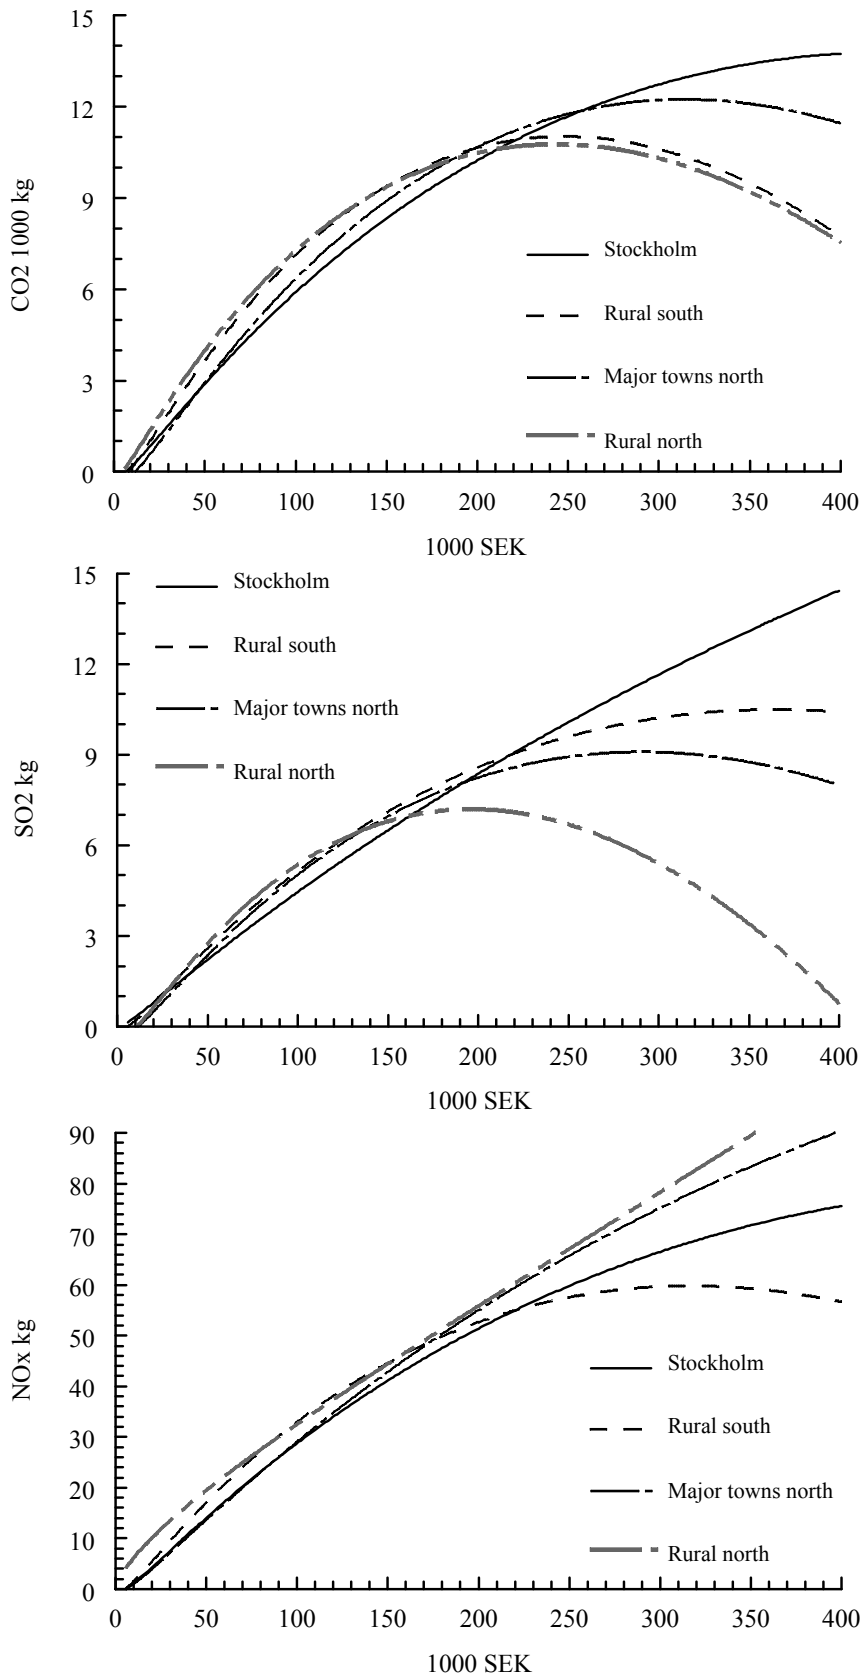 15
12
9
6
3
0
CO2 1000 kg
Stockholm
Rural south
Major towns north
Rural north
0 50 100 150 200 250 300 350 400
1000 SEK
15
12
9
6
3
0
SO2 kg
Stockholm
Rural south
Major towns north
Rural north
0 50 100 150 200 250 300 350 400
1000 SEK
90
80
70
60
50
40
30
20
10
0
NOx kg
Stockholm
Rural south
Major towns north
Rural north
0 50 100 150 200 250 300 350 400
1000 SEK